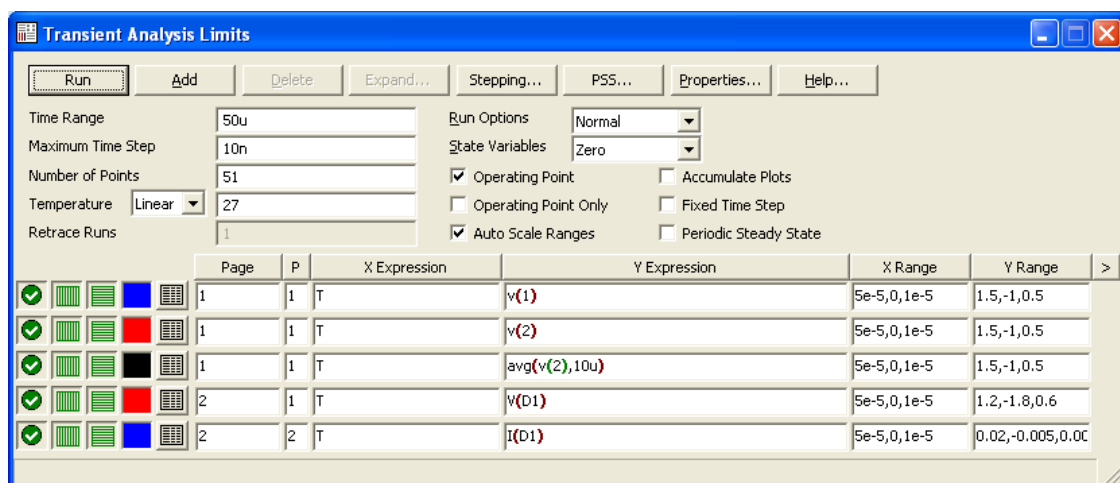 Transient Analysis Limits
Run Add Delete Expand... Stepping... PSS... Properties... Help...
Time Range 50u Run Options Normal
Maximum Time Step 10n State Variables Zero
Number of Points 51 Operating Point Accumulate Plots
Temperature Linear 27 Operating Point Only Fixed Time Step
Retrace Runs 1 Auto Scale Ranges Periodic Steady State
Page P X Expression Y Expression X Range Y Range >
1 1 T v(1) 5e-5,0,1e-5 1.5,-1,0.5
1 1 T v(2) 5e-5,0,1e-5 1.5,-1,0.5
1 1 T avg(v(2),10u) 5e-5,0,1e-5 1.5,-1,0.5
2 1 T V(D1) 5e-5,0,1e-5 1.2,-1.8,0.6
2 2 T I(D1) 5e-5,0,1e-5 0.02,-0.005,0.00